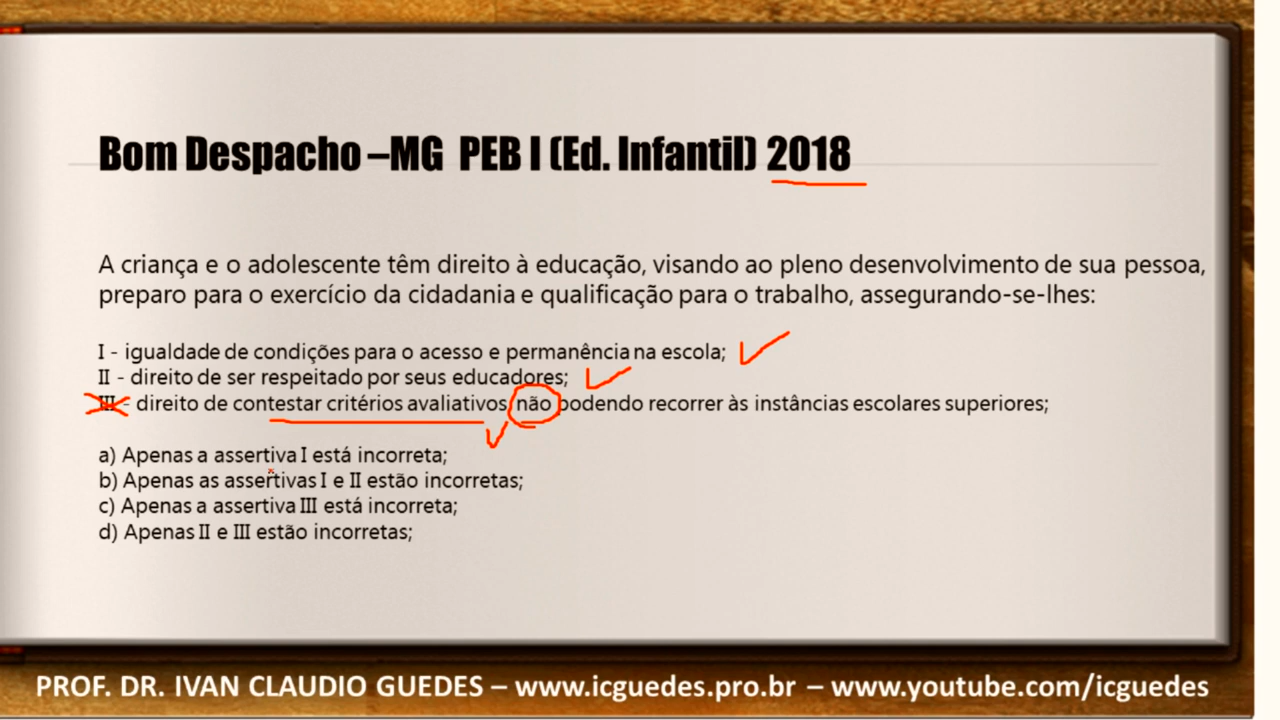 Bom Despacho –MG PEB I (Ed. Infantil) 2018
A criança e o adolescente têm direito à educação, visando ao pleno desenvolvimento de sua pessoa,
preparo para o exercício da cidadania e qualificação para o trabalho, assegurando-se-lhes:
I - igualdade de condições para o acesso e permanência na escola;
II - direito de ser respeitado por seus educadores;
III - direito de contestar critérios avaliativos, não podendo recorrer às instâncias escolares superiores;
a) Apenas a assertiva I está incorreta;
b) Apenas as assertivas I e II estão incorretas;
c) Apenas a assertiva III está incorreta;
d) Apenas II e III estão incorretas;
PROF. DR. IVAN CLAUDIO GUEDES – www.icguedes.pro.br – www.youtube.com/icguedes